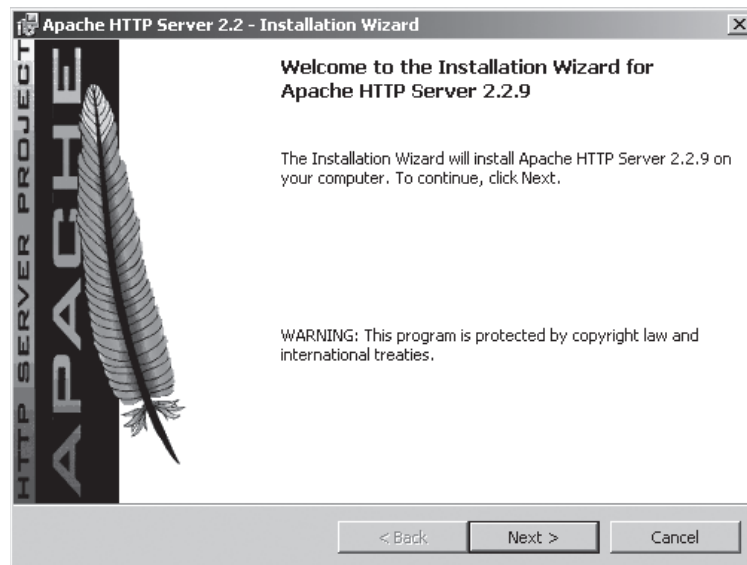 Apache HTTP Server 2.2 - Installation Wizard
HTTP SERVER PROJECT
APACHE
Welcome to the Installation Wizard for
Apache HTTP Server 2.2.9
The Installation Wizard will install Apache HTTP Server 2.2.9 on
your computer. To continue, click Next.
WARNING: This program is protected by copyright law and
international treaties.
< Back
Next >
Cancel